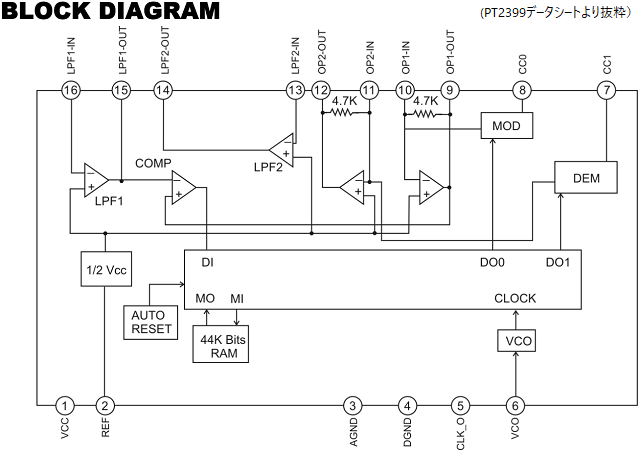 BLOCK DIAGRAM
(PT2399データシートより抜粋)
LPF1-IN
LPF1-OUT
LPF2-OUT
LPF2-IN
OP2-OUT
OP2-IN
OP1-IN
OP1-OUT
CC0
CC1
16
15
14
13
12
11
10
9
8
7
4.7K
4.7K
MOD
COMP
LPF2
DEM
LPF1
1/2 Vcc
DI
DO0
DO1
MO
MI
CLOCK
AUTO
RESET
44K Bits
RAM
VCO
1
2
3
4
5
6
VCC
REF
AGND
DGND
CLK_O
VCO